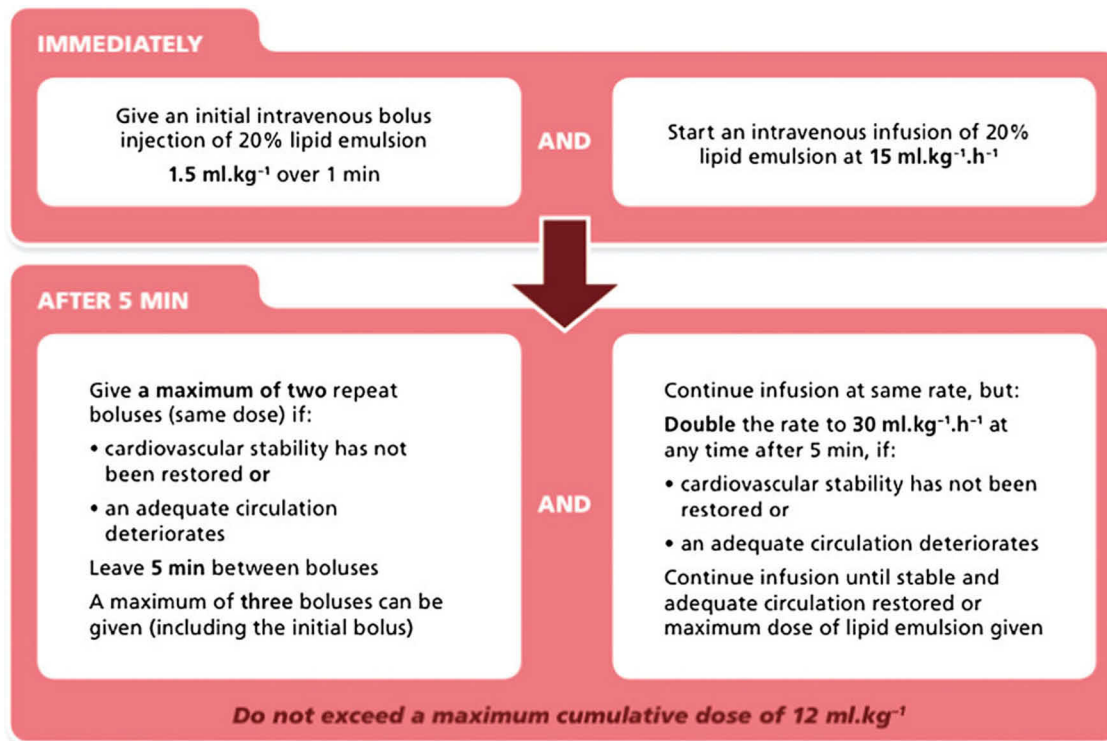 IMMEDIATELY
Give an initial intravenous bolus
injection of 20% lipid emulsion
1.5 ml.kg⁻¹ over 1 min
AND
Start an intravenous infusion of 20%
lipid emulsion at 15 ml.kg⁻¹.h⁻¹
AFTER 5 MIN
Give a maximum of two repeat
boluses (same dose) if:
• cardiovascular stability has not
been restored or
• an adequate circulation
deteriorates
Leave 5 min between boluses
A maximum of three boluses can be
given (including the initial bolus)
AND
Continue infusion at same rate, but:
Double the rate to 30 ml.kg⁻¹.h⁻¹ at
any time after 5 min, if:
• cardiovascular stability has not been
restored or
• an adequate circulation deteriorates
Continue infusion until stable and
adequate circulation restored or
maximum dose of lipid emulsion given
Do not exceed a maximum cumulative dose of 12 ml.kg⁻¹